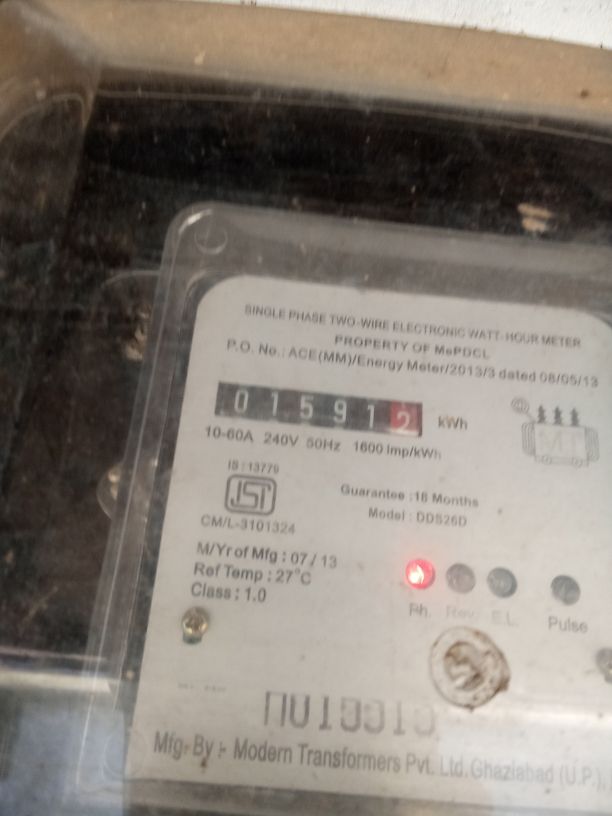 SINGLE PHASE TWO-WIRE ELECTRONIC WATT-HOUR METER
PROPERTY OF MePDCL
P.O. No.: ACE(MM)/Energy Meter/2013/3 dated 08/05/13
015912 kWh
10-60A 240V 50Hz 1600 Imp/kWh
MT
IS:13779
ISI
CM/L-3101324
Guarantee :18 Months
Model : DDS26D
M/Yr of Mfg : 07/13
Ref Temp : 27°C
Class : 1.0
Ph. Rev. E.L. Pulse
Mfg. By :- Modern Transformers Pvt. Ltd. Ghaziabad (U.P.),